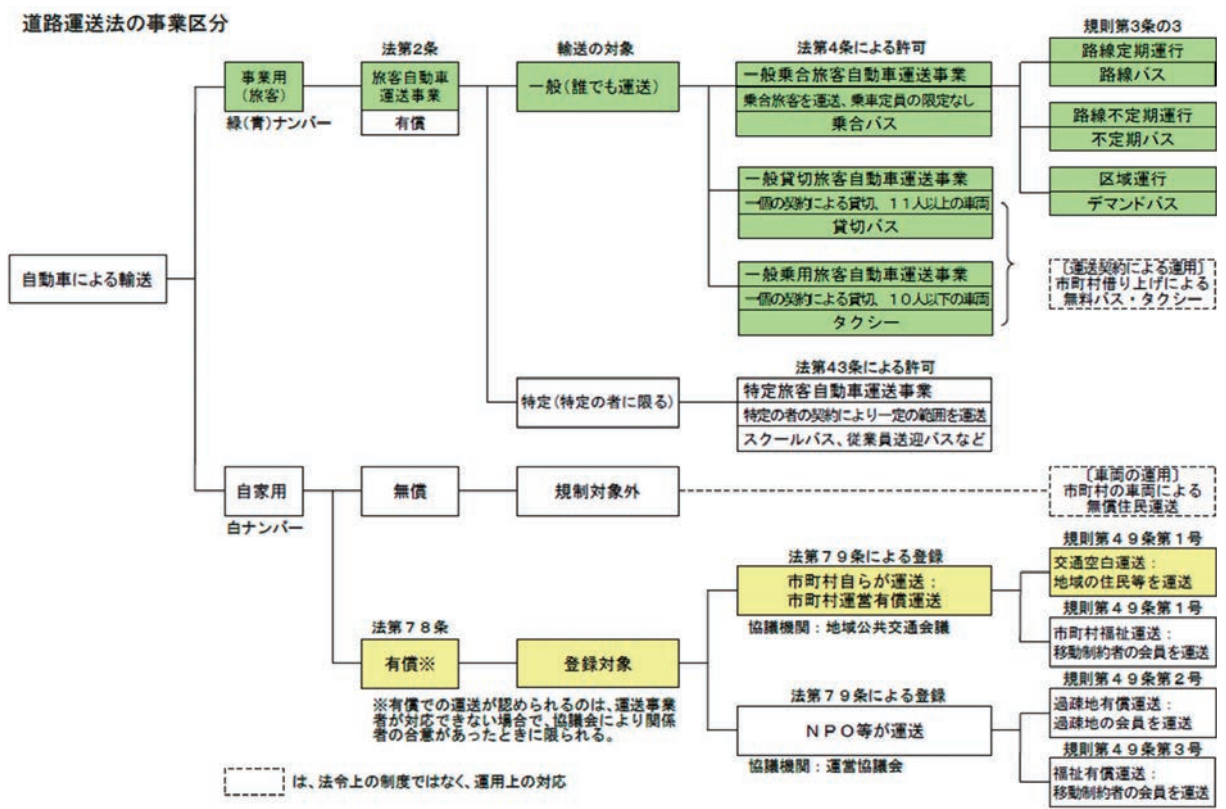 道路運送法の事業区分
事業用
(旅客)
緑(青)ナンバー
法第2条
旅客自動車
運送事業
有償
輸送の対象
一般(誰でも運送)
法第4条による許可
一般乗合旅客自動車運送事業
乗合旅客を運送、乗車定員の限定なし
乗合バス
規則第3条の3
路線定期運行
路線バス
路線不定期運行
不定期バス
区域運行
デマンドバス
一般貸切旅客自動車運送事業
一個の契約による貸切、11人以上の車両
貸切バス
一般乗用旅客自動車運送事業
一個の契約による貸切、10人以下の車両
タクシー
〔運送契約による運用〕
市町村借り上げによる
無料バス・タクシー
自動車による輸送
特定(特定の者に限る)
法第43条による許可
特定旅客自動車運送事業
特定の者の契約により一定の範囲を運送
スクールバス、従業員送迎バスなど
自家用
白ナンバー
無償
規制対象外
〔車両の運用〕
市町村の車両による
無償住民運送
法第78条
有償※
登録対象
※有償での運送が認められるのは、運送事業
者が対応できない場合で、協議会により関係
者の合意があったときに限られる。
法第79条による登録
市町村自らが運送：
市町村運営有償運送
協議機関：地域公共交通会議
規則第49条第1号
交通空白運送：
地域の住民等を運送
規則第49条第1号
市町村福祉運送：
移動制約者の会員を運送
法第79条による登録
NPO等が運送
協議機関：運営協議会
規則第49条第2号
過疎地有償運送：
過疎地の会員を運送
規則第49条第3号
福祉有償運送：
移動制約者の会員を運送
は、法令上の制度ではなく、運用上の対応